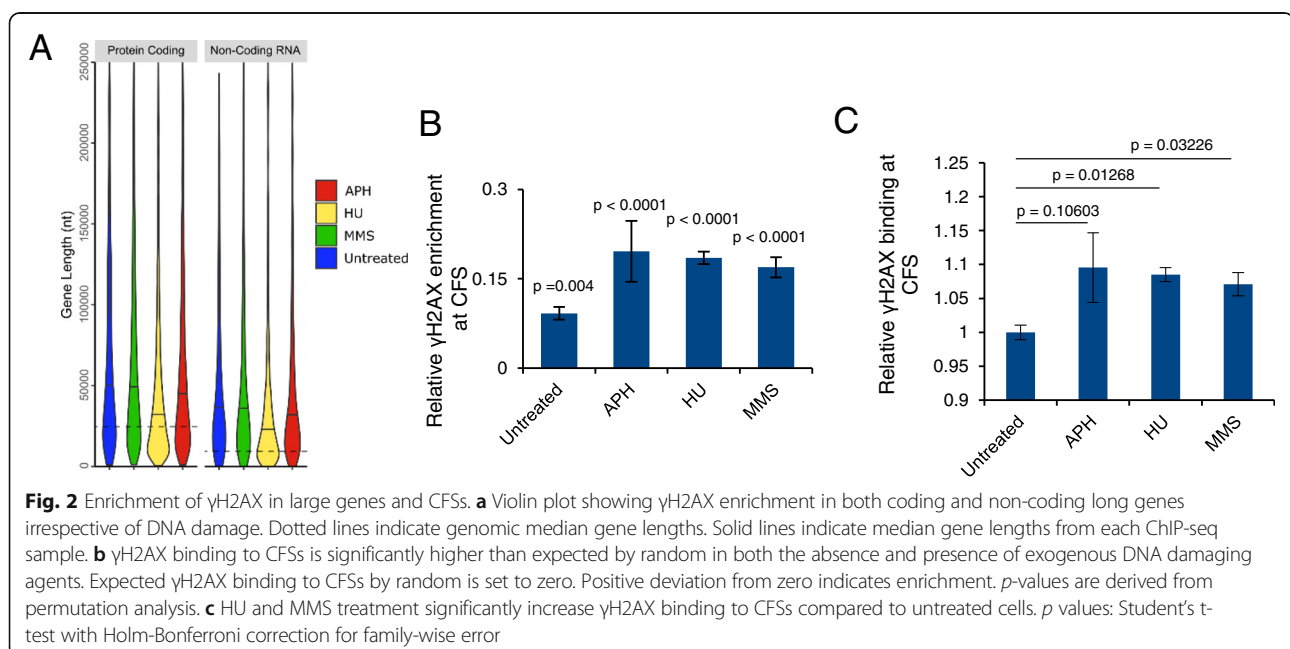 A
Protein Coding
Non-Coding RNA
Gene Length (nt)
250000
200000
150000
100000
50000
0
APH
HU
MMS
Untreated
B
Relative γH2AX enrichment
at CFS
0.3
0.15
0
p =0.004
p < 0.0001
p < 0.0001
p < 0.0001
Untreated
APH
HU
MMS
C
Relative γH2AX binding at
CFS
1.25
1.2
1.15
1.1
1.05
1
0.95
0.9
p = 0.03226
p = 0.01268
p = 0.10603
Untreated
APH
HU
MMS
Fig. 2 Enrichment of γH2AX in large genes and CFSs. a Violin plot showing γH2AX enrichment in both coding and non-coding long genes
irrespective of DNA damage. Dotted lines indicate genomic median gene lengths. Solid lines indicate median gene lengths from each ChIP-seq
sample. b γH2AX binding to CFSs is significantly higher than expected by random in both the absence and presence of exogenous DNA damaging
agents. Expected γH2AX binding to CFSs by random is set to zero. Positive deviation from zero indicates enrichment. p-values are derived from
permutation analysis. c HU and MMS treatment significantly increase γH2AX binding to CFSs compared to untreated cells. p values: Student's t-
test with Holm-Bonferroni correction for family-wise error